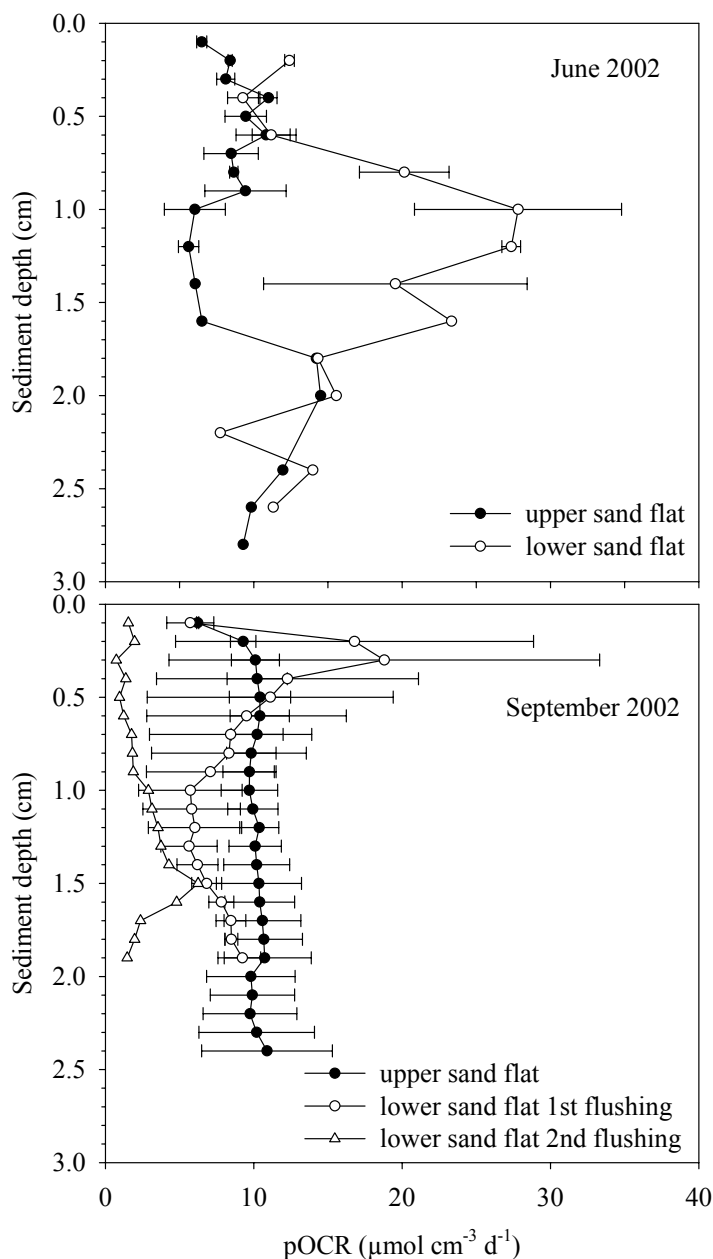 0.0
0.5
1.0
1.5
2.0
2.5
3.0
Sediment depth (cm)
June 2002
upper sand flat
lower sand flat
0.0
0.5
1.0
1.5
2.0
2.5
3.0
Sediment depth (cm)
September 2002
upper sand flat
lower sand flat 1st flushing
lower sand flat 2nd flushing
0 10 20 30 40
pOCR (µmol cm⁻³ d⁻¹)